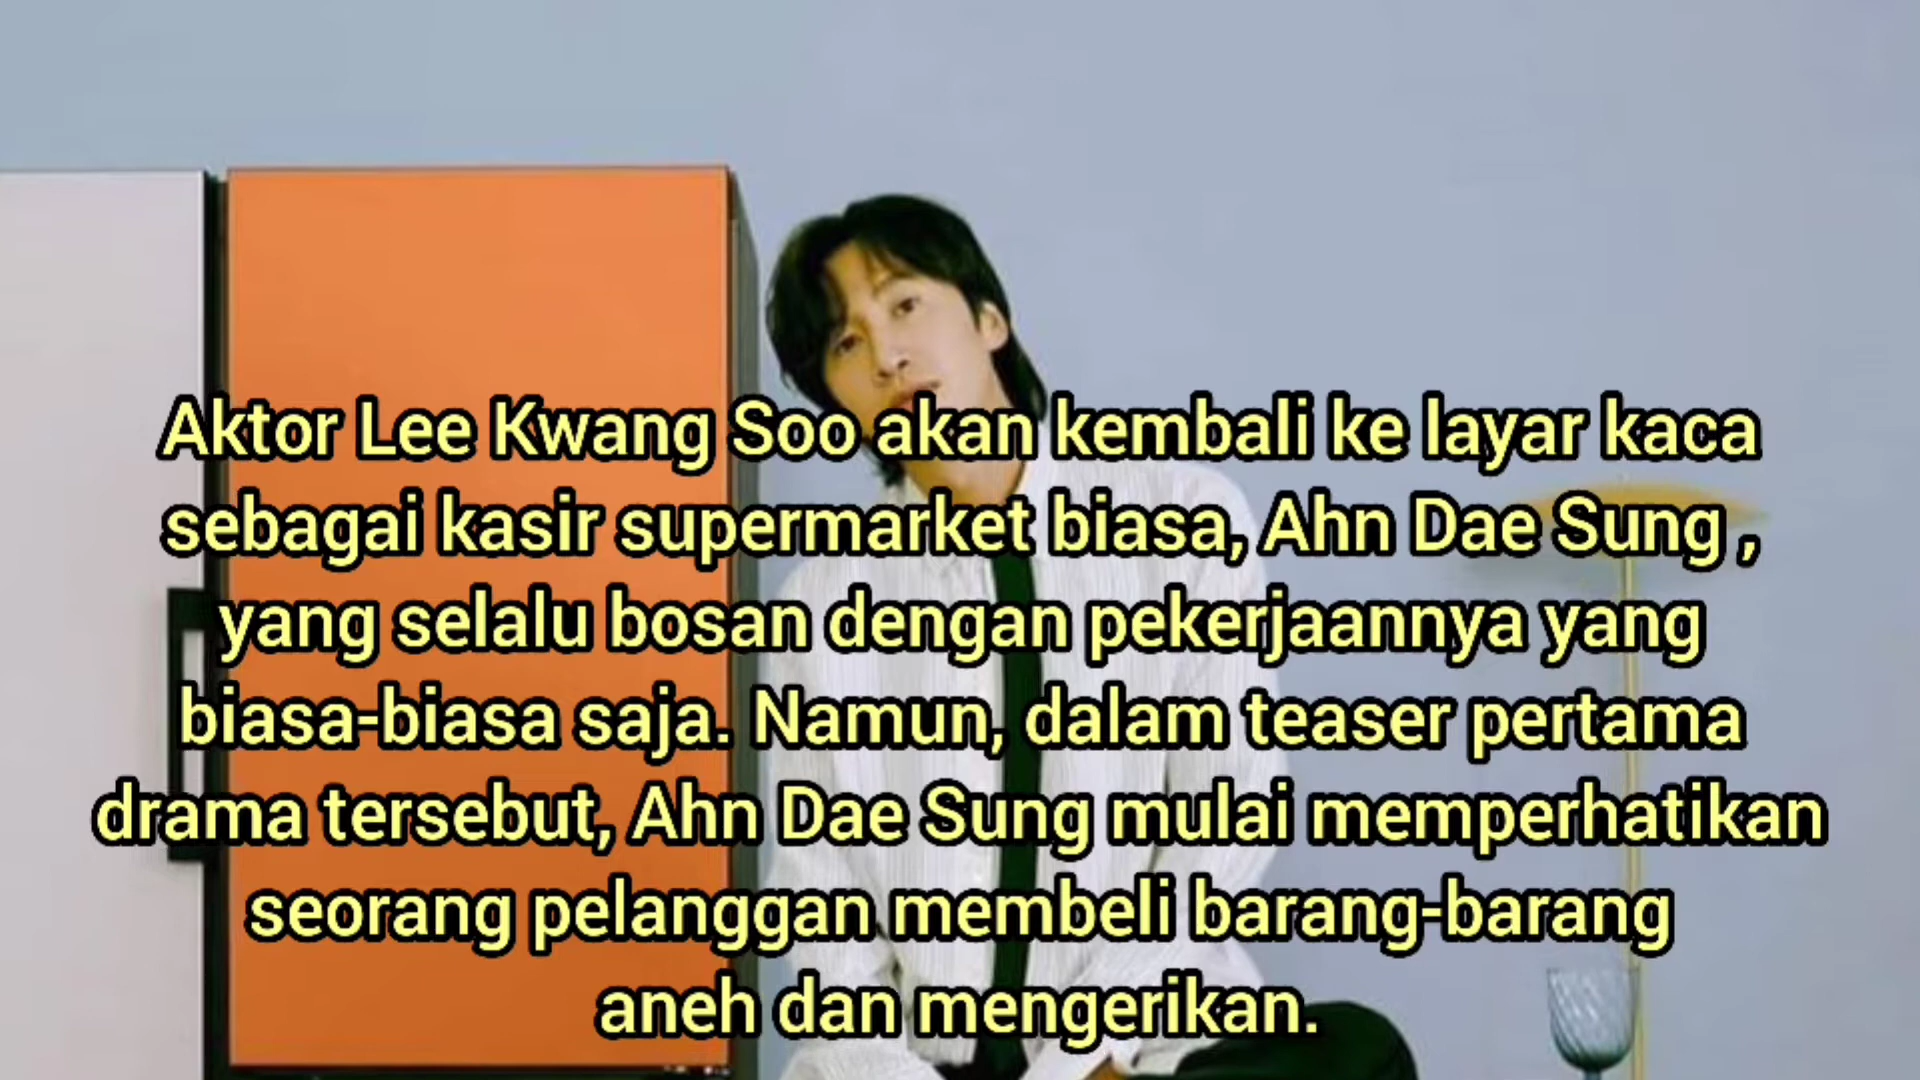 Aktor Lee Kwang Soo akan kembali ke layar kaca
sebagai kasir supermarket biasa, Ahn Dae Sung ,
yang selalu bosan dengan pekerjaannya yang
biasa-biasa saja. Namun, dalam teaser pertama
drama tersebut, Ahn Dae Sung mulai memperhatikan
seorang pelanggan membeli barang-barang
aneh dan mengerikan.